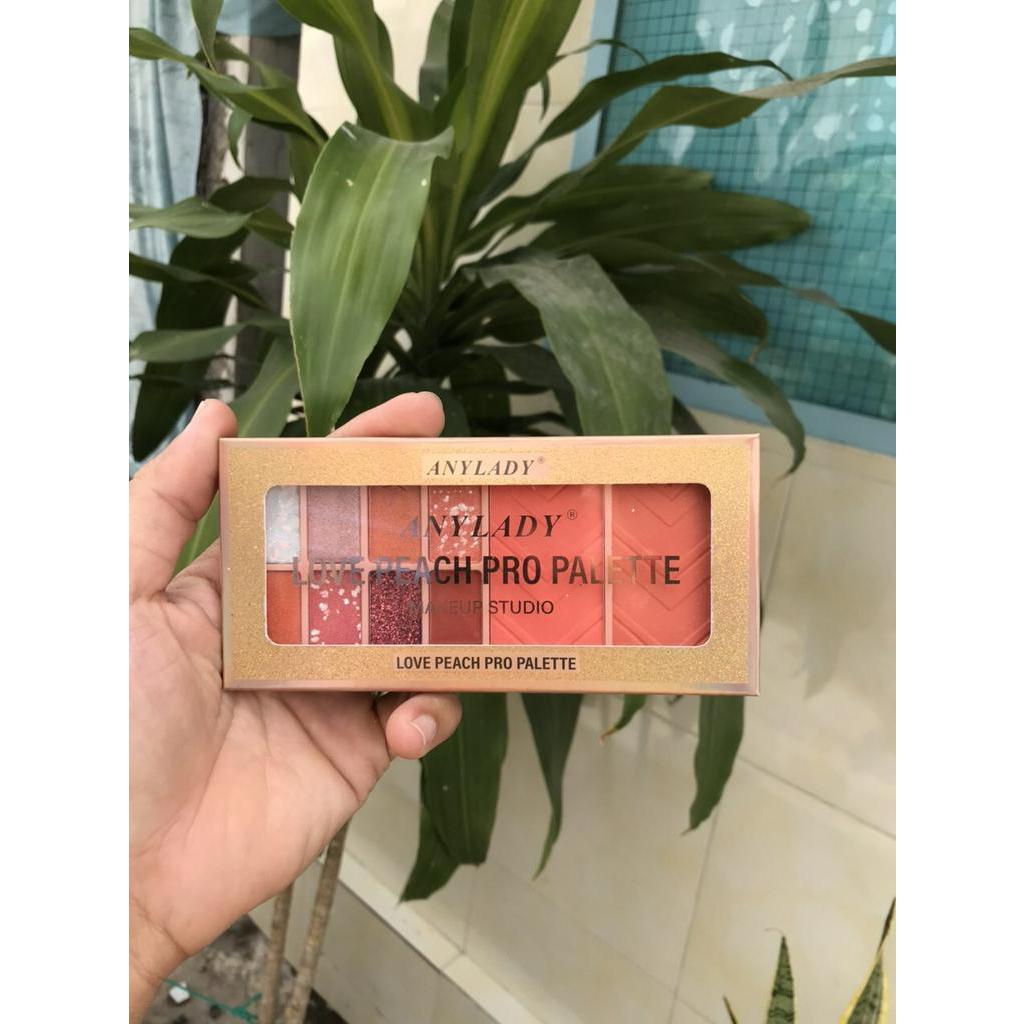 ANYLADY®
ANYLADY®
LOVE PEACH PRO PALETTE
MAKEUP STUDIO
LOVE PEACH PRO PALETTE